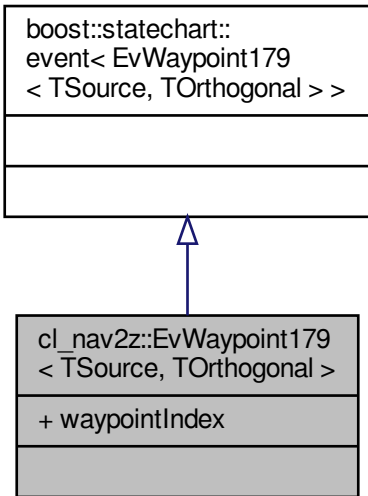 boost::statechart::
event< EvWaypoint179
< TSource, TOrthogonal > >
cl_nav2z::EvWaypoint179
< TSource, TOrthogonal >
+ waypointIndex